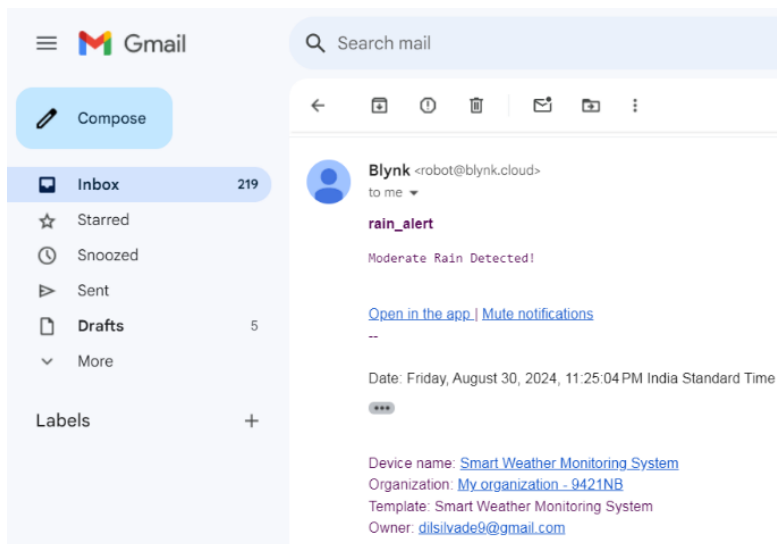 Gmail
Search mail
Compose
Inbox 219
Starred
Snoozed
Sent
Drafts 5
More
Labels
Blynk <robot@blynk.cloud>
to me
rain_alert
Moderate Rain Detected!
Open in the app | Mute notifications
--
Date: Friday, August 30, 2024, 11:25:04 PM India Standard Time
Device name: Smart Weather Monitoring System
Organization: My organization - 9421NB
Template: Smart Weather Monitoring System
Owner: dilsilvade9@gmail.com